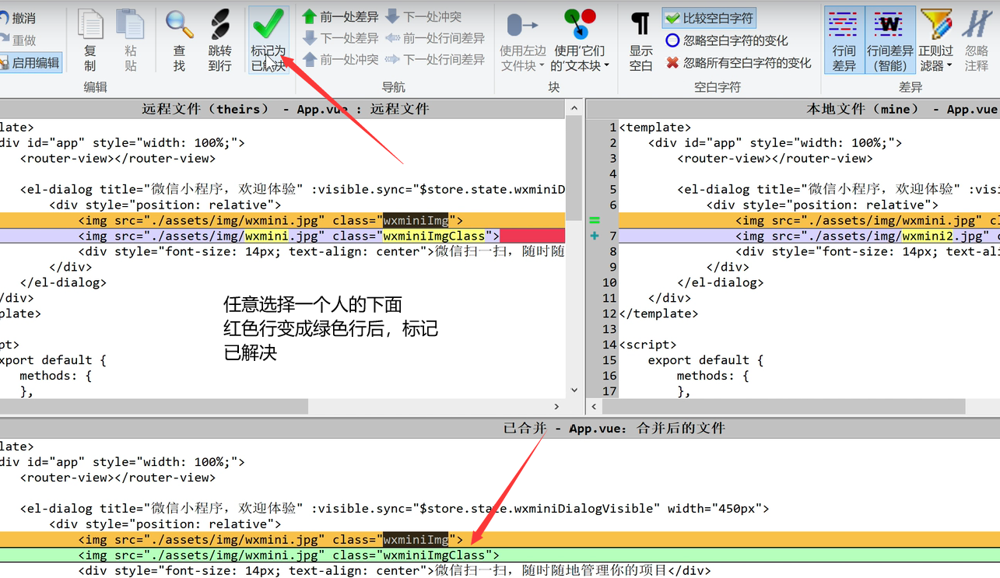 撤消
重做
启用编辑
复制
粘贴
编辑
查找
跳转到行
标记为已解决
前一处差异
下一处冲突
下一处差异
前一处行间差异
前一处冲突
下一处行间差异
导航
使用左边文件块
使用'它们的'文本块
块
显示空白
比较空白字符
忽略空白字符的变化
忽略所有空白字符的变化
空白字符
行间差异
行间差异(智能)
正则过滤器
忽略注释
差异
远程文件 (theirs) - App.vue : 远程文件
late>
div id="app" style="width: 100%;">
<router-view></router-view>
<el-dialog title="微信小程序，欢迎体验" :visible.sync="$store.state.wxminiD
<div style="position: relative">
<img src="./assets/img/wxmini.jpg" class="wxminiImg">
<img src="./assets/img/wxmini.jpg" class="wxminiImgClass">
<div style="font-size: 14px; text-align: center">微信扫一扫，随时随
</div>
</el-dialog>
/div>
plate>
pt>
xport default {
methods: {
},
任意选择一个人的下面
红色行变成绿色行后，标记
已解决
本地文件 (mine) - App.vue
1 <template>
2 <div id="app" style="width: 100%;">
3 <router-view></router-view>
4
5 <el-dialog title="微信小程序，欢迎体验" :visi
6 <div style="position: relative">
<img src="./assets/img/wxmini.jpg" cl
7 <img src="./assets/img/wxmini2.jpg" c
8 <div style="font-size: 14px; text-ali
9 </div>
10 </el-dialog>
11 </div>
12 </template>
13
14 <script>
15 export default {
16 methods: {
17 },
已合并 - App.vue: 合并后的文件
late>
div id="app" style="width: 100%;">
<router-view></router-view>
<el-dialog title="微信小程序，欢迎体验" :visible.sync="$store.state.wxminiDialogVisible" width="450px">
<div style="position: relative">
<img src="./assets/img/wxmini.jpg" class="wxminiImg">
<img src="./assets/img/wxmini.jpg" class="wxminiImgClass">
<div style="font-size: 14px; text-align: center">微信扫一扫，随时随地管理你的项目</div>